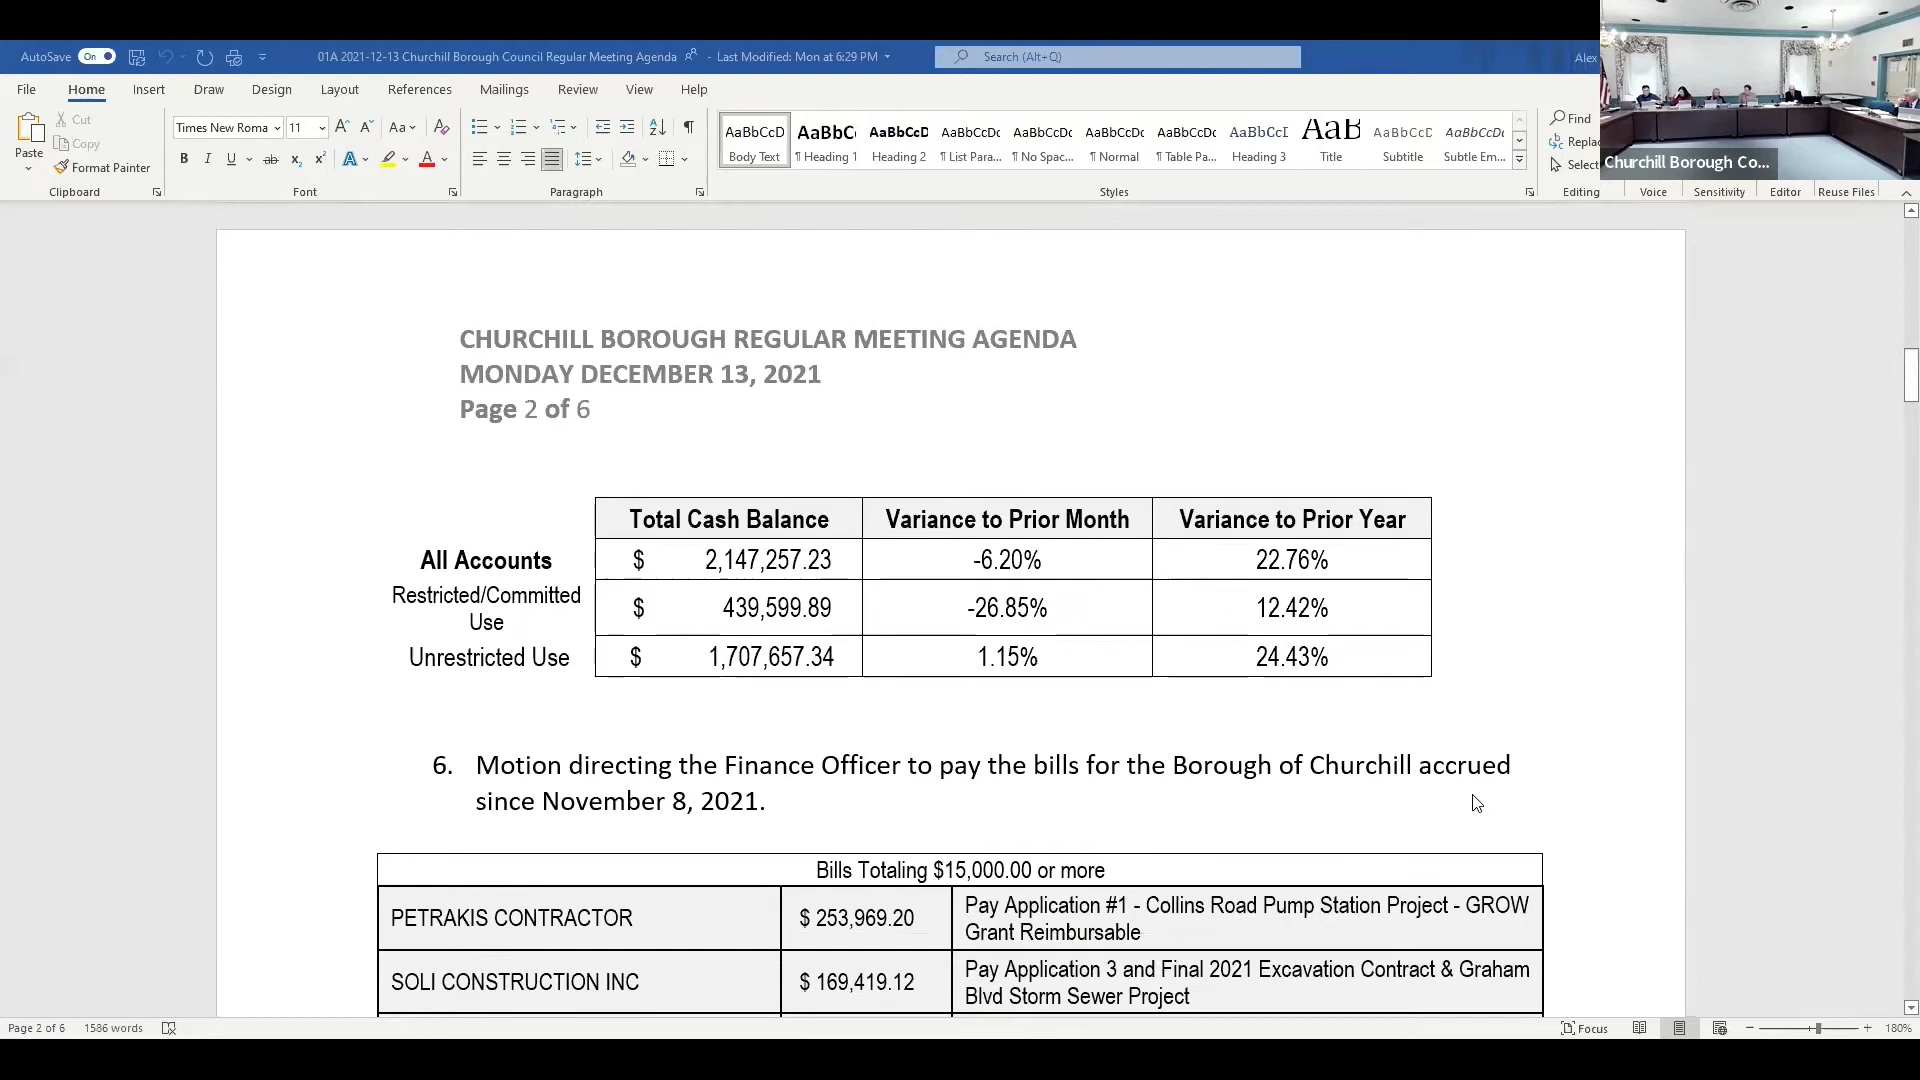 AutoSave On 01A 2021-12-13 Churchill Borough Council Regular Meeting Agenda - Last Modified: Mon at 6:29 PM Search (Alt+Q) Alex
File Home Insert Draw Design Layout References Mailings Review View Help
Paste Cut Copy Format Painter
Times New Roma 11
AaBbCcD AaBbC AaBbCcD AaBbCcDc AaBbCcDc AaBbCcDc AaBbCcDc AaBbCcI AaB AaBbCcD AaBbCcDc
Body Text ¶ Heading 1 Heading 2 ¶ List Para... ¶ No Spac... ¶ Normal ¶ Table Pa... Heading 3 Title Subtitle Subtle Em...
Find
Replac
Select
Churchill Borough Co...
Clipboard Font Paragraph Styles Editing Voice Sensitivity Editor Reuse Files
CHURCHILL BOROUGH REGULAR MEETING AGENDA
MONDAY DECEMBER 13, 2021
Page 2 of 6
Total Cash Balance Variance to Prior Month Variance to Prior Year
All Accounts $ 2,147,257.23 -6.20% 22.76%
Restricted/Committed
Use $ 439,599.89 -26.85% 12.42%
Unrestricted Use $ 1,707,657.34 1.15% 24.43%
6. Motion directing the Finance Officer to pay the bills for the Borough of Churchill accrued
since November 8, 2021.
Bills Totaling $15,000.00 or more
PETRAKIS CONTRACTOR $ 253,969.20 Pay Application #1 - Collins Road Pump Station Project - GROW
Grant Reimbursable
SOLI CONSTRUCTION INC $ 169,419.12 Pay Application 3 and Final 2021 Excavation Contract & Graham
Blvd Storm Sewer Project
Page 2 of 6 1586 words Focus 180%